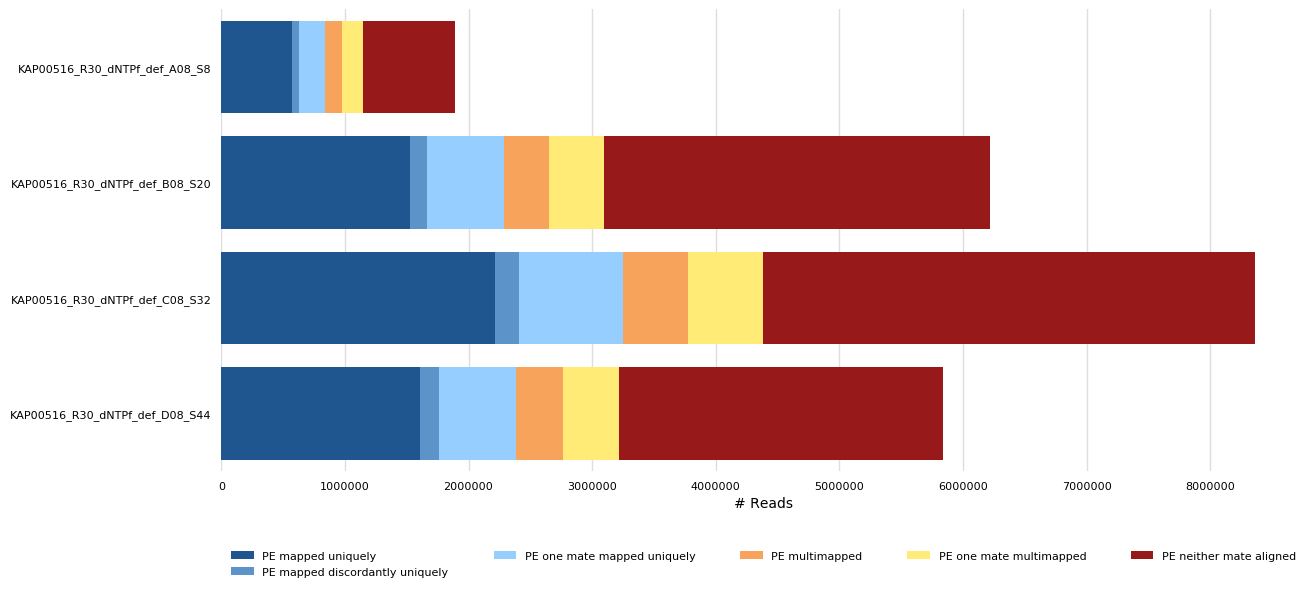 KAP00516_R30_dNTPf_def_A08_S8
KAP00516_R30_dNTPf_def_B08_S20
KAP00516_R30_dNTPf_def_C08_S32
KAP00516_R30_dNTPf_def_D08_S44
0 1000000 2000000 3000000 4000000 5000000 6000000 7000000 8000000
# Reads
PE mapped uniquely PE one mate mapped uniquely PE multimapped PE one mate multimapped PE neither mate aligned
PE mapped discordantly uniquely